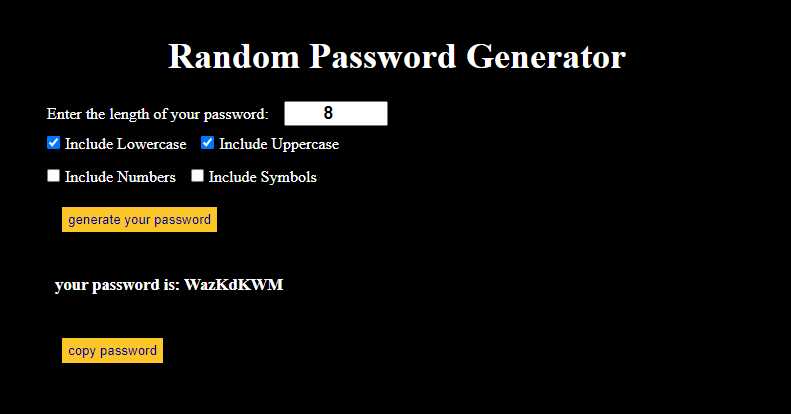 Random Password Generator
Enter the length of your password: 8
Include Lowercase Include Uppercase
Include Numbers Include Symbols
generate your password
your password is: WazKdKWM
copy password